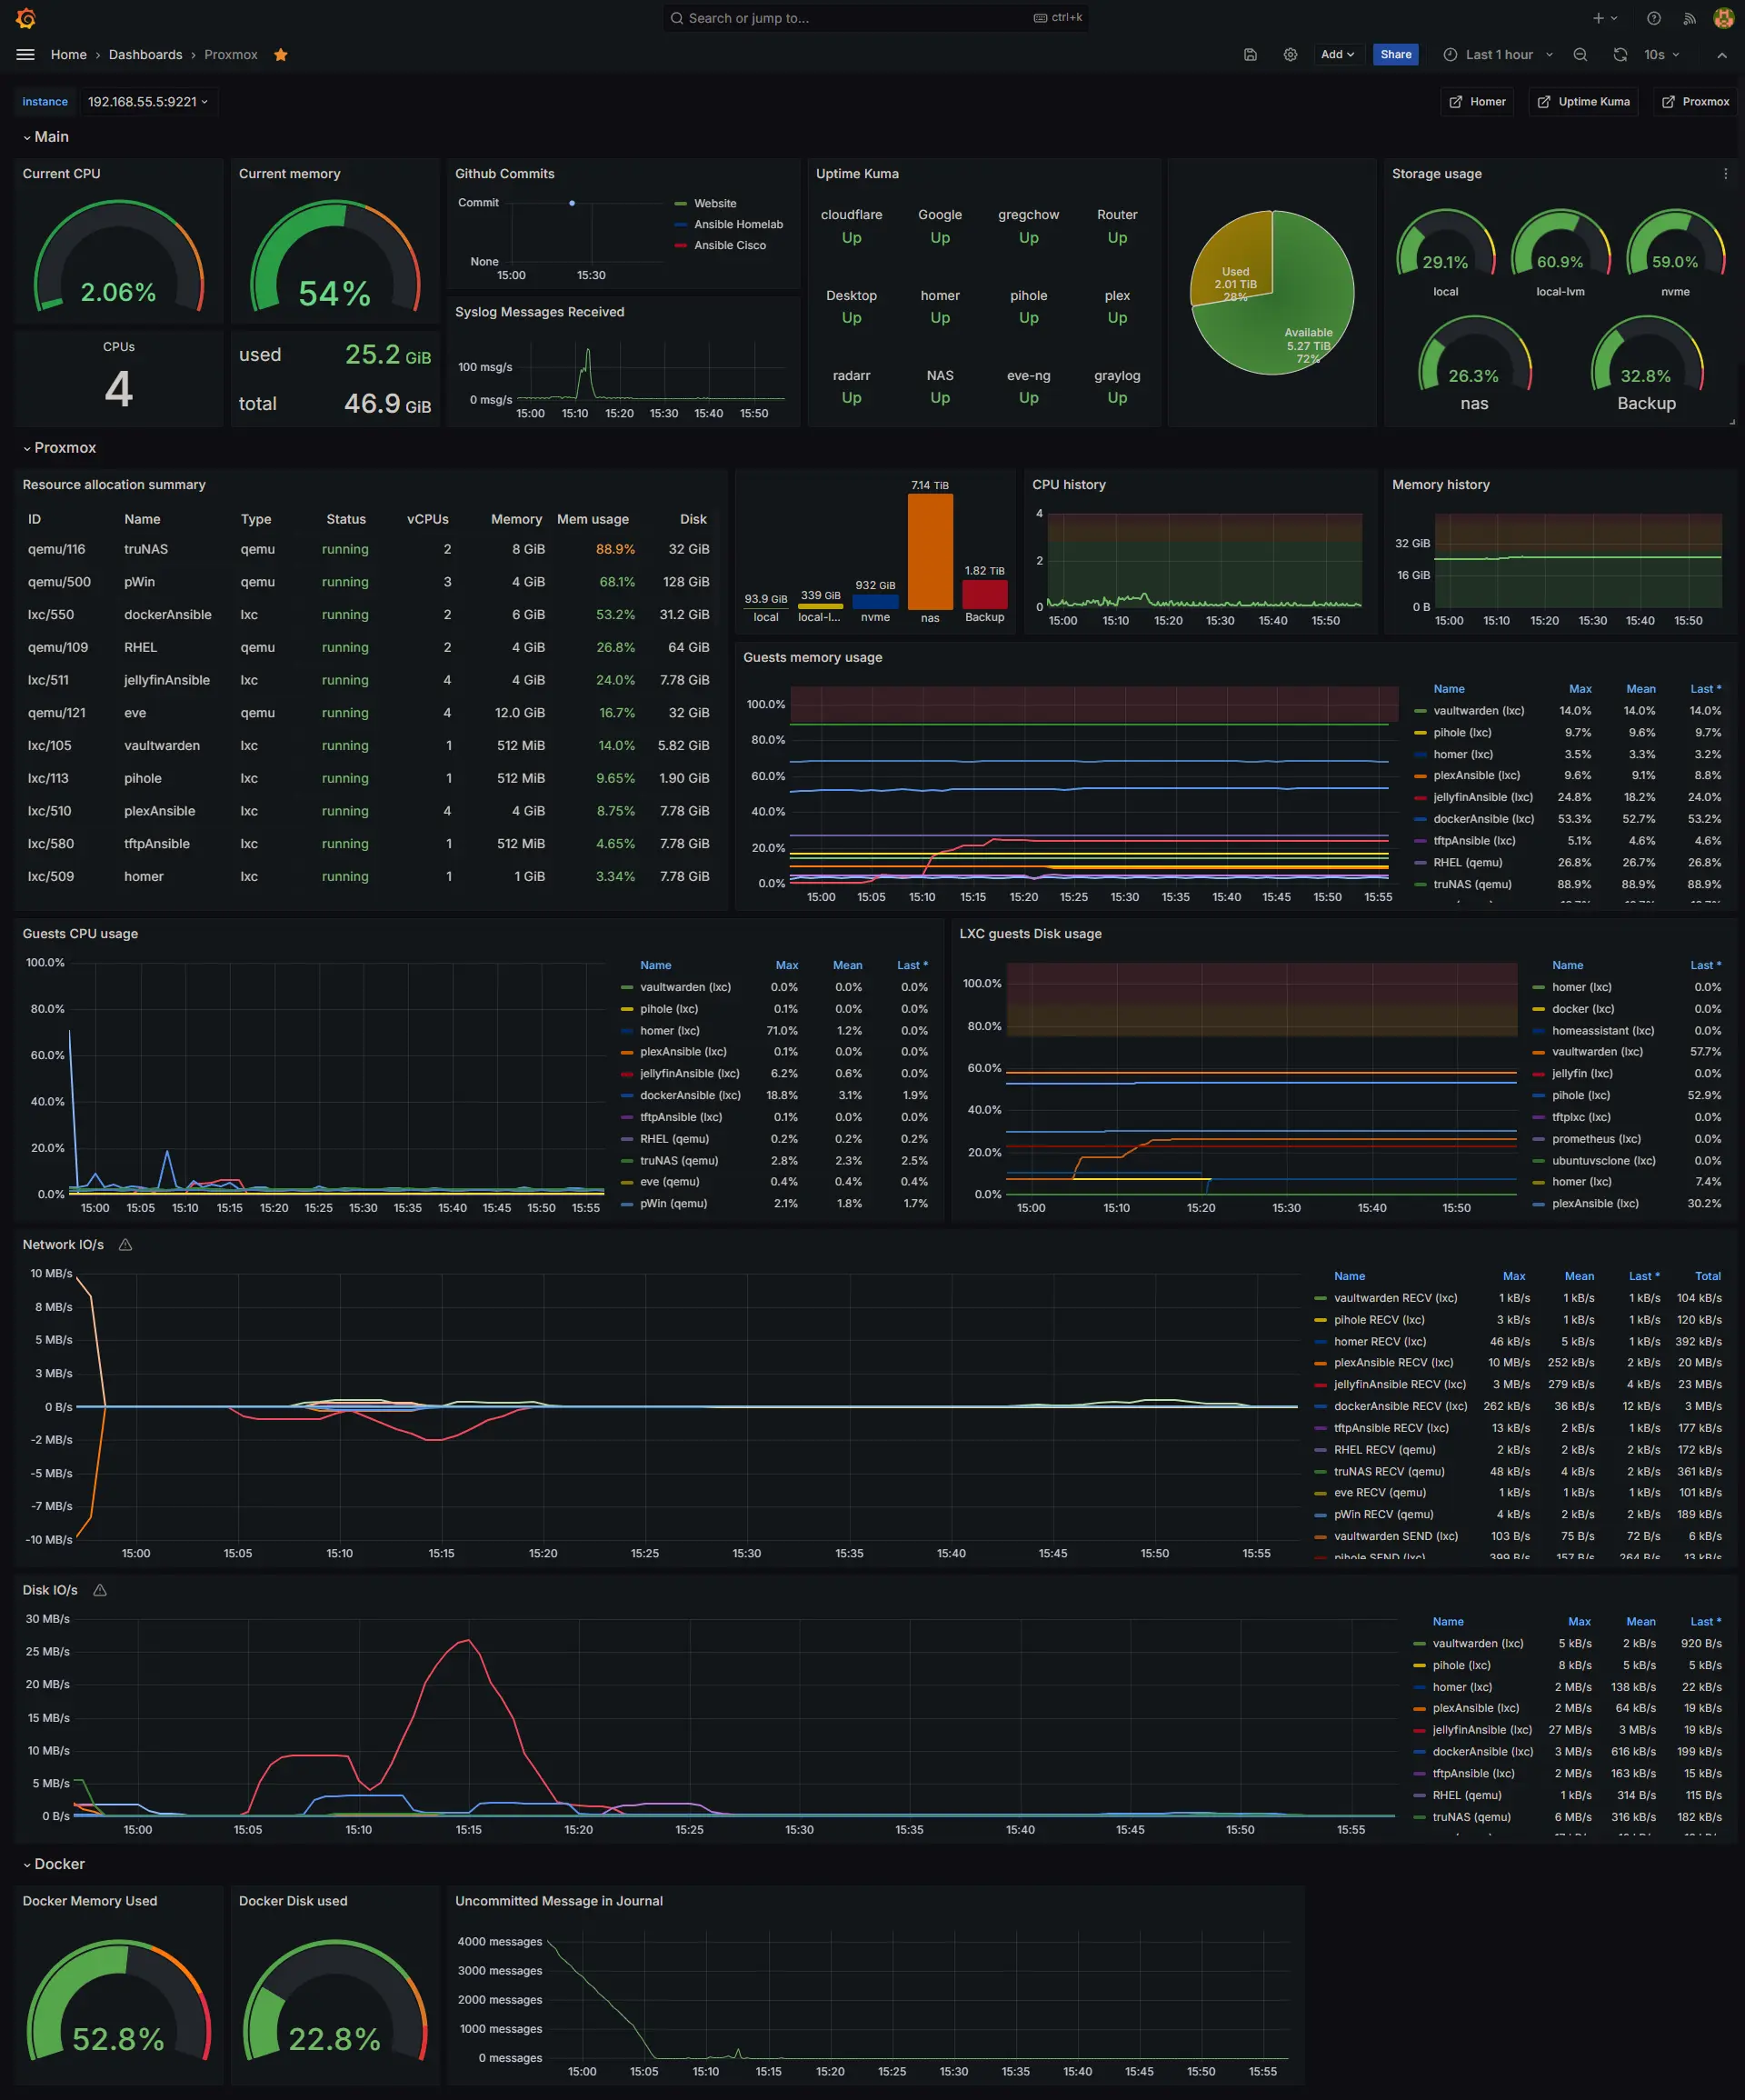 Search or jump to...
ctrl+k
Home › Dashboards › Proxmox
Add
Share
Last 1 hour
10s
instance
192.168.55.5:9221
Homer
Uptime Kuma
Proxmox
Main
Current CPU
2.06%
CPUs
4
Current memory
54%
used 25.2 GiB
total 46.9 GiB
Github Commits
Commit
None
15:00 15:30
Website
Ansible Homelab
Ansible Cisco
Syslog Messages Received
100 msg/s
0 msg/s
15:00 15:10 15:20 15:30 15:40 15:50
Uptime Kuma
cloudflare Google gregchow Router
Up Up Up Up
Desktop homer pihole plex
Up Up Up Up
radarr NAS eve-ng graylog
Up Up Up Up
Used
2.01 TiB
28%
Available
5.27 TiB
72%
Storage usage
29.1% 60.9% 59.0%
local local-lvm nvme
26.3% 32.8%
nas Backup
Proxmox
Resource allocation summary
ID Name Type Status vCPUs Memory Mem usage Disk
qemu/116 truNAS qemu running 2 8 GiB 88.9% 32 GiB
qemu/500 pWin qemu running 3 4 GiB 68.1% 128 GiB
lxc/550 dockerAnsible lxc running 2 6 GiB 53.2% 31.2 GiB
qemu/109 RHEL qemu running 2 4 GiB 26.8% 64 GiB
lxc/511 jellyfinAnsible lxc running 4 4 GiB 24.0% 7.78 GiB
qemu/121 eve qemu running 4 12.0 GiB 16.7% 32 GiB
lxc/105 vaultwarden lxc running 1 512 MiB 14.0% 5.82 GiB
lxc/113 pihole lxc running 1 512 MiB 9.65% 1.90 GiB
lxc/510 plexAnsible lxc running 4 4 GiB 8.75% 7.78 GiB
lxc/580 tftpAnsible lxc running 1 512 MiB 4.65% 7.78 GiB
lxc/509 homer lxc running 1 1 GiB 3.34% 7.78 GiB
93.9 GiB 339 GiB 932 GiB 7.14 TiB 1.82 TiB
local local-l... nvme nas Backup
CPU history
4
2
0
15:00 15:10 15:20 15:30 15:40 15:50
Memory history
32 GiB
16 GiB
0 B
15:00 15:10 15:20 15:30 15:40 15:50
Guests memory usage
100.0%
80.0%
60.0%
40.0%
20.0%
0.0%
15:00 15:05 15:10 15:15 15:20 15:25 15:30 15:35 15:40 15:45 15:50 15:55
Name Max Mean Last *
vaultwarden (lxc) 14.0% 14.0% 14.0%
pihole (lxc) 9.7% 9.6% 9.7%
homer (lxc) 3.5% 3.3% 3.2%
plexAnsible (lxc) 9.6% 9.1% 8.8%
jellyfinAnsible (lxc) 24.8% 18.2% 24.0%
dockerAnsible (lxc) 53.3% 52.7% 53.2%
tftpAnsible (lxc) 5.1% 4.6% 4.6%
RHEL (qemu) 26.8% 26.7% 26.8%
truNAS (qemu) 88.9% 88.9% 88.9%
Guests CPU usage
100.0%
80.0%
60.0%
40.0%
20.0%
0.0%
15:00 15:05 15:10 15:15 15:20 15:25 15:30 15:35 15:40 15:45 15:50 15:55
Name Max Mean Last *
vaultwarden (lxc) 0.0% 0.0% 0.0%
pihole (lxc) 0.1% 0.0% 0.0%
homer (lxc) 71.0% 1.2% 0.0%
plexAnsible (lxc) 0.1% 0.0% 0.0%
jellyfinAnsible (lxc) 6.2% 0.6% 0.0%
dockerAnsible (lxc) 18.8% 3.1% 1.9%
tftpAnsible (lxc) 0.1% 0.0% 0.0%
RHEL (qemu) 0.2% 0.2% 0.2%
truNAS (qemu) 2.8% 2.3% 2.5%
eve (qemu) 0.4% 0.4% 0.4%
pWin (qemu) 2.1% 1.8% 1.7%
LXC guests Disk usage
100.0%
80.0%
60.0%
40.0%
20.0%
0.0%
15:00 15:10 15:20 15:30 15:40 15:50
Name Last *
homer (lxc) 0.0%
docker (lxc) 0.0%
homeassistant (lxc) 0.0%
vaultwarden (lxc) 57.7%
jellyfin (lxc) 0.0%
pihole (lxc) 52.9%
tftplxc (lxc) 0.0%
prometheus (lxc) 0.0%
ubuntuvsclone (lxc) 0.0%
homer (lxc) 7.4%
plexAnsible (lxc) 30.2%
Network IO/s
10 MB/s
8 MB/s
5 MB/s
3 MB/s
0 B/s
-2 MB/s
-5 MB/s
-7 MB/s
-10 MB/s
15:00 15:05 15:10 15:15 15:20 15:25 15:30 15:35 15:40 15:45 15:50 15:55
Name Max Mean Last * Total
vaultwarden RECV (lxc) 1 kB/s 1 kB/s 1 kB/s 104 kB/s
pihole RECV (lxc) 3 kB/s 1 kB/s 1 kB/s 120 kB/s
homer RECV (lxc) 46 kB/s 5 kB/s 1 kB/s 392 kB/s
plexAnsible RECV (lxc) 10 MB/s 252 kB/s 2 kB/s 20 MB/s
jellyfinAnsible RECV (lxc) 3 MB/s 279 kB/s 4 kB/s 23 MB/s
dockerAnsible RECV (lxc) 262 kB/s 36 kB/s 12 kB/s 3 MB/s
tftpAnsible RECV (lxc) 13 kB/s 2 kB/s 1 kB/s 177 kB/s
RHEL RECV (qemu) 2 kB/s 2 kB/s 2 kB/s 172 kB/s
truNAS RECV (qemu) 48 kB/s 4 kB/s 2 kB/s 361 kB/s
eve RECV (qemu) 1 kB/s 1 kB/s 1 kB/s 101 kB/s
pWin RECV (qemu) 4 kB/s 2 kB/s 2 kB/s 189 kB/s
vaultwarden SEND (lxc) 103 B/s 75 B/s 72 B/s 6 kB/s
pihole SEND (lxc) 399 B/s 157 B/s 264 B/s 13 kB/s
Disk IO/s
30 MB/s
25 MB/s
20 MB/s
15 MB/s
10 MB/s
5 MB/s
0 B/s
15:00 15:05 15:10 15:15 15:20 15:25 15:30 15:35 15:40 15:45 15:50 15:55
Name Max Mean Last *
vaultwarden (lxc) 5 kB/s 2 kB/s 920 B/s
pihole (lxc) 8 kB/s 5 kB/s 5 kB/s
homer (lxc) 2 MB/s 138 kB/s 22 kB/s
plexAnsible (lxc) 2 MB/s 64 kB/s 19 kB/s
jellyfinAnsible (lxc) 27 MB/s 3 MB/s 19 kB/s
dockerAnsible (lxc) 3 MB/s 616 kB/s 199 kB/s
tftpAnsible (lxc) 2 MB/s 163 kB/s 15 kB/s
RHEL (qemu) 1 kB/s 314 B/s 115 B/s
truNAS (qemu) 6 MB/s 316 kB/s 182 kB/s
Docker
Docker Memory Used
52.8%
Docker Disk used
22.8%
Uncommitted Message in Journal
4000 messages
3000 messages
2000 messages
1000 messages
0 messages
15:00 15:05 15:10 15:15 15:20 15:25 15:30 15:35 15:40 15:45 15:50 15:55